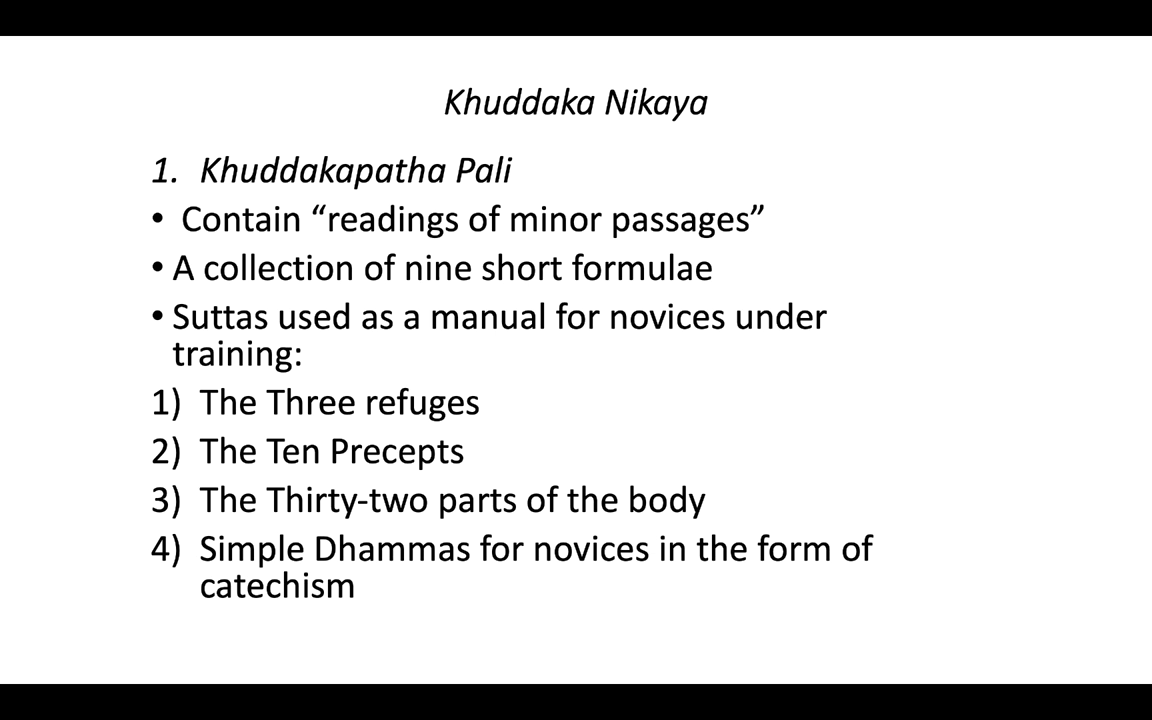 Khuddaka Nikaya
1. Khuddakapatha Pali
• Contain “readings of minor passages”
• A collection of nine short formulae
• Suttas used as a manual for novices under
training:
1) The Three refuges
2) The Ten Precepts
3) The Thirty-two parts of the body
4) Simple Dhammas for novices in the form of
catechism